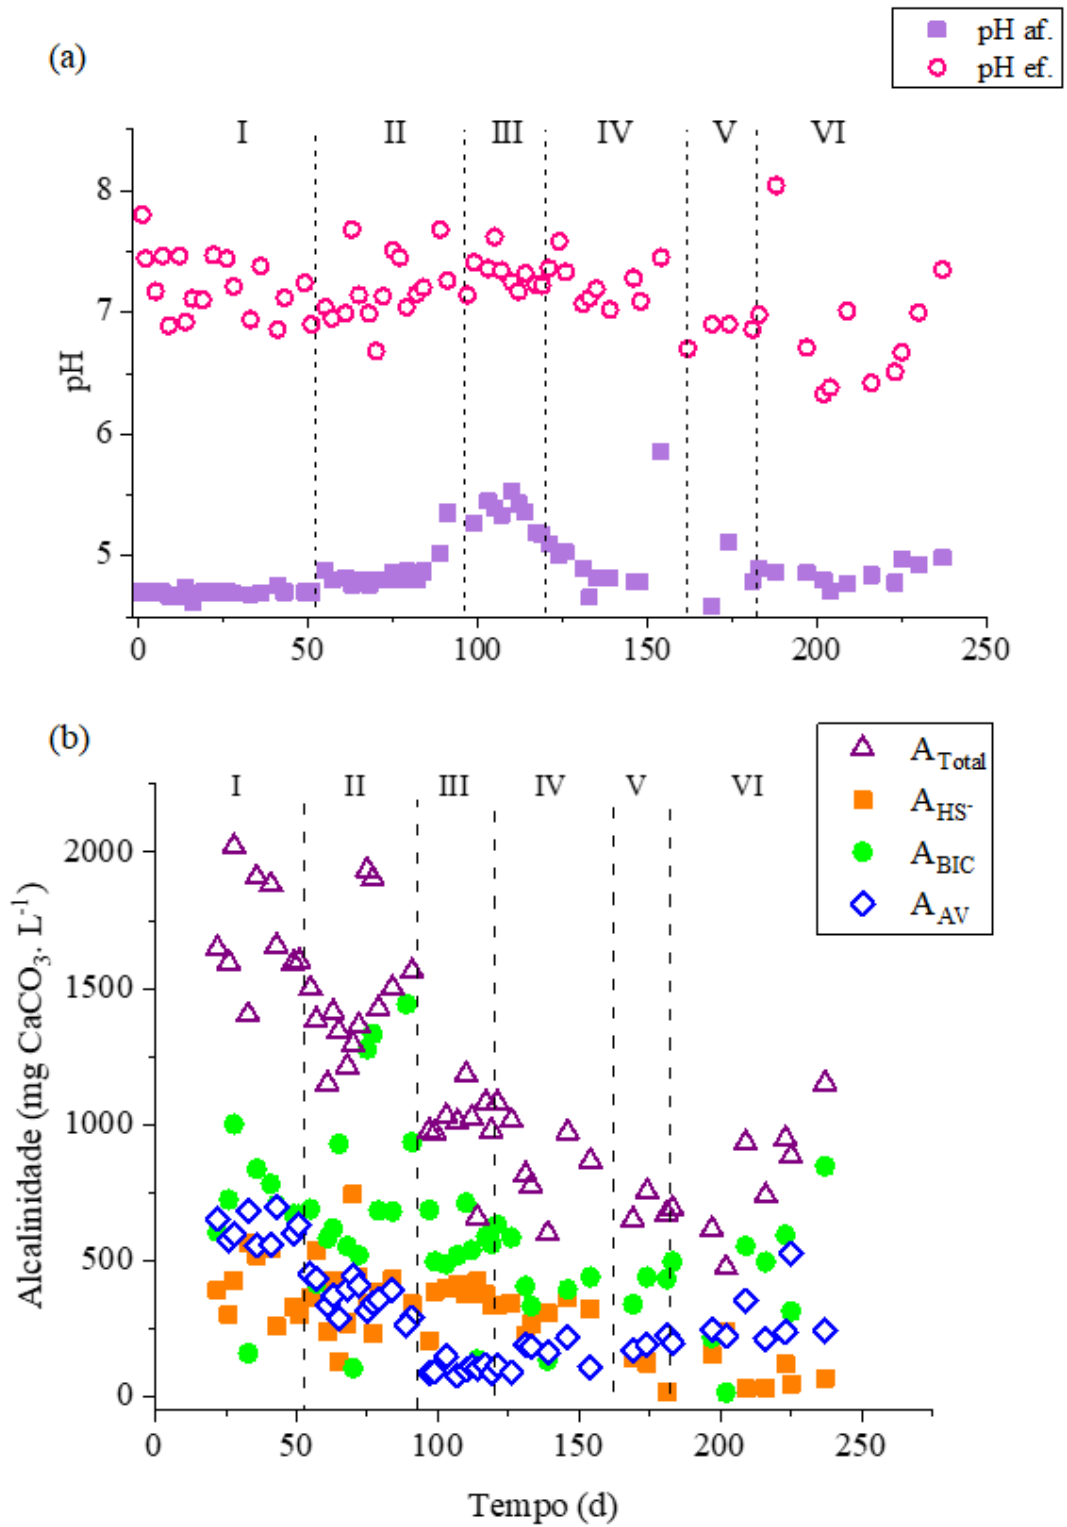 (a)
pH af.
pH ef.
I II III IV V VI
8
7
6
5
pH
0 50 100 150 200 250
(b)
A_Total
A_HS-
A_BIC
A_AV
I II III IV V VI
2000
1500
1000
500
0
Alcalinidade (mg CaCO₃. L⁻¹)
0 50 100 150 200 250
Tempo (d)